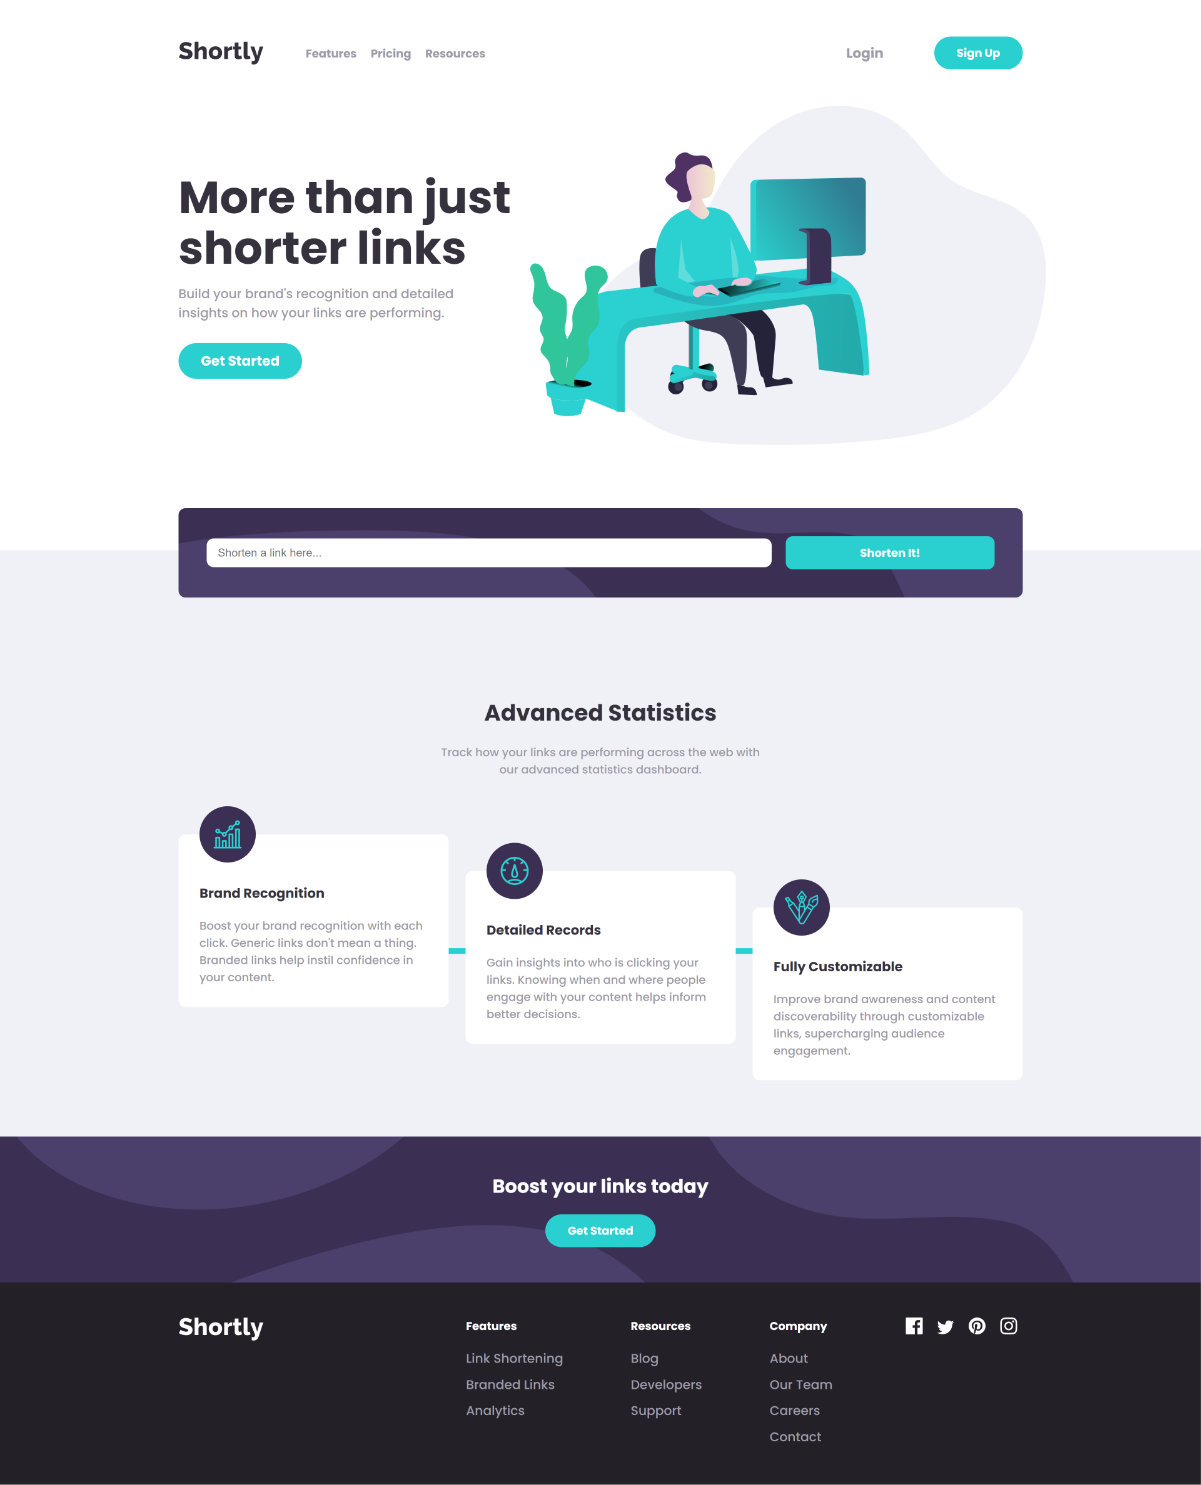 Shortly
Features Pricing Resources
Login
Sign Up
More than just
shorter links
Build your brand's recognition and detailed
insights on how your links are performing.
Get Started
Shorten a link here...
Shorten It!
Advanced Statistics
Track how your links are performing across the web with
our advanced statistics dashboard.
Brand Recognition
Boost your brand recognition with each
click. Generic links don't mean a thing.
Branded links help instil confidence in
your content.
Detailed Records
Gain insights into who is clicking your
links. Knowing when and where people
engage with your content helps inform
better decisions.
Fully Customizable
Improve brand awareness and content
discoverability through customizable
links, supercharging audience
engagement.
Boost your links today
Get Started
Shortly
Features
Link Shortening
Branded Links
Analytics
Resources
Blog
Developers
Support
Company
About
Our Team
Careers
Contact